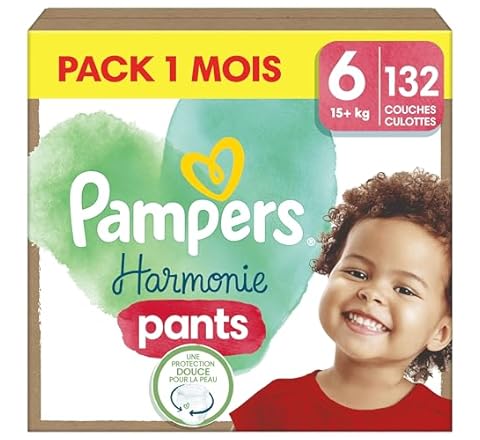 PACK 1 MOIS
6
15+ kg
132
COUCHES
CULOTTES
Pampers®
Harmonie
pants
UNE
PROTECTION
DOUCE
POUR LA PEAU